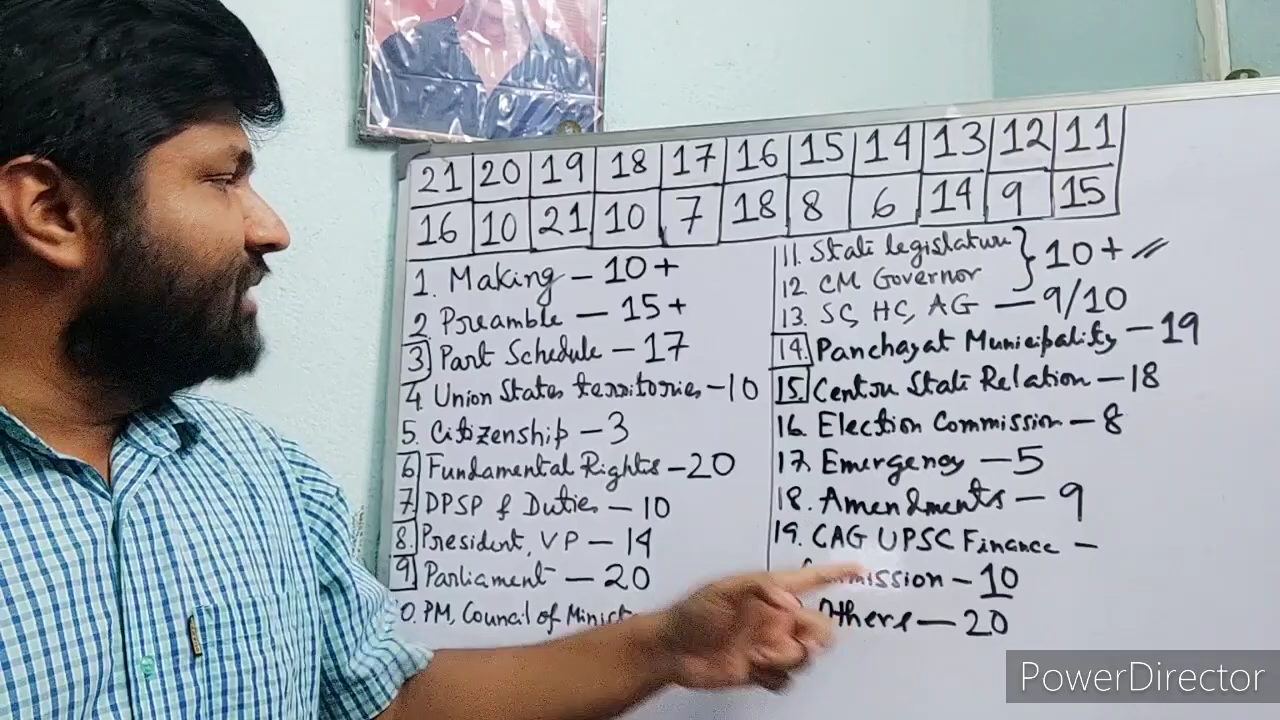 21 20 19 18 17 16 15 14 13 12 11
16 10 21 10 7 18 8 6 14 9 15
1. Making - 10+
2. Preamble - 15+
3. Part Schedule - 17
4. Union States territories - 10
5. Citizenship - 3
6. Fundamental Rights - 20
7. DPSP & Duties - 10
8. President, VP - 14
9. Parliament - 20
10. PM, Council of
11. State legislature } 10+
12. CM Governor
13. SC, HC, AG - 9/10
14. Panchayat Municipality - 19
15. Centre State Relation - 18
16. Election Commission - 8
17. Emergency - 5
18. Amendments - 9
19. CAG UPSC Finance -
Commission - 10
Others - 20
PowerDirector